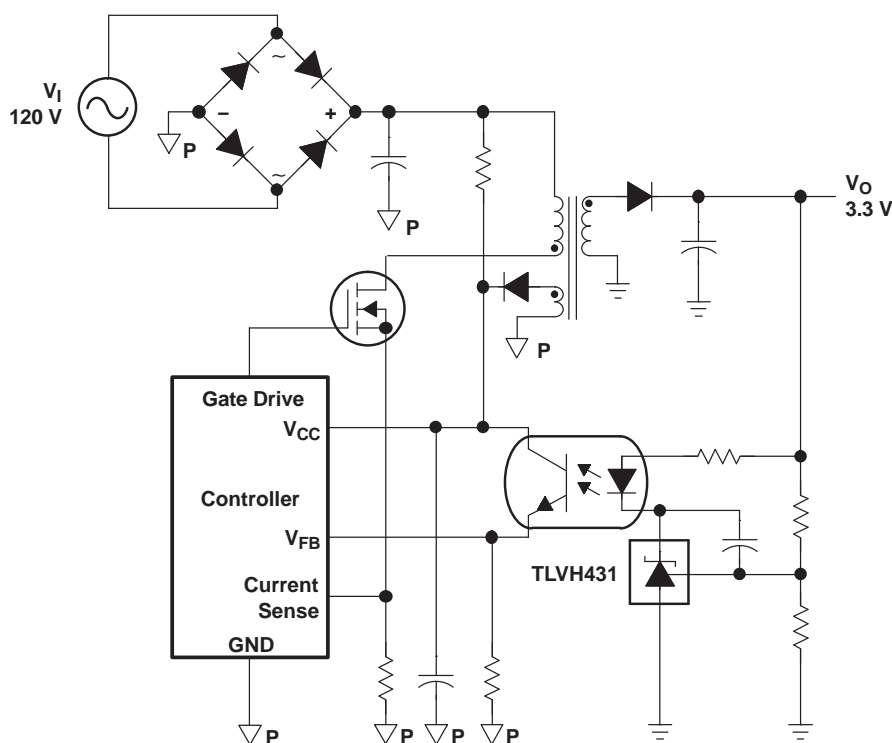 V_I
120 V
~
–
+
~
P
P
V_O
3.3 V
P
Gate Drive
V_CC
Controller
V_FB
Current
Sense
GND
TLVH431
P
P
P
P